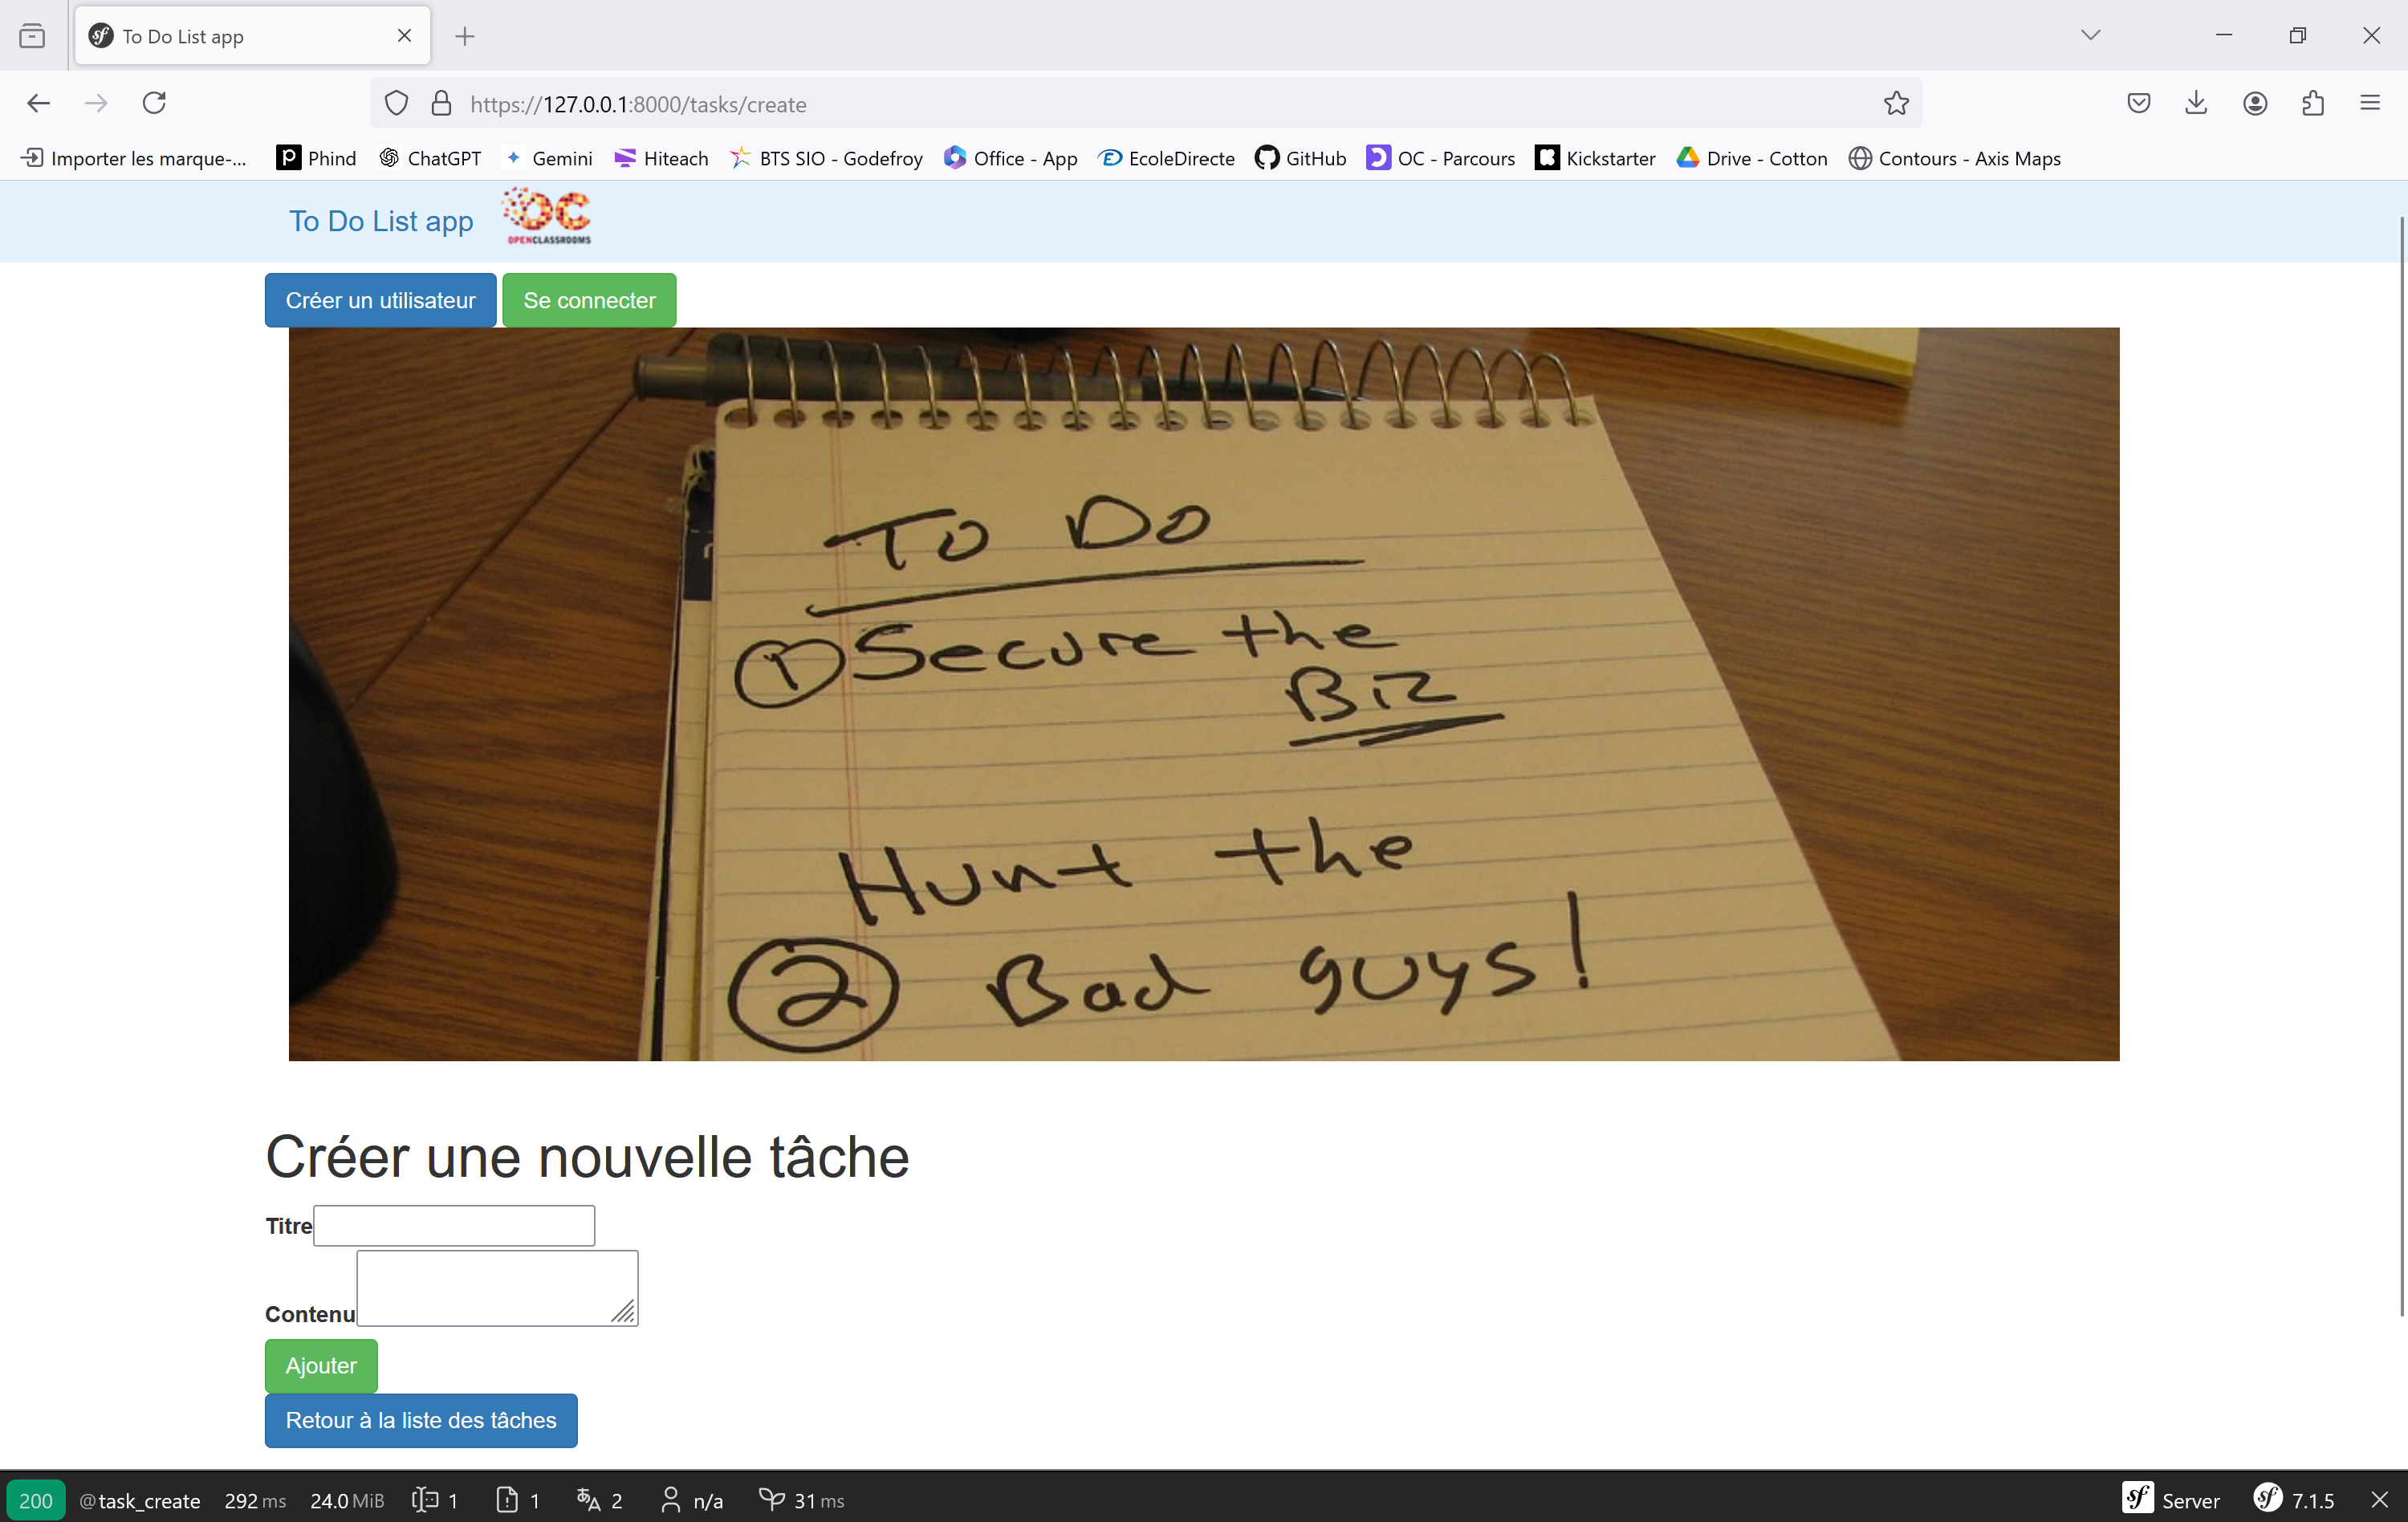 To Do List app
https://127.0.0.1:8000/tasks/create
Importer les marque-... Phind ChatGPT Gemini Hiteach BTS SIO - Godefroy Office - App EcoleDirecte GitHub OC - Parcours Kickstarter Drive - Cotton Contours - Axis Maps
To Do List app OC
OPENCLASSROOMS
Créer un utilisateur Se connecter
To Do
1 Secure the
Biz
Hunt the
2 Bad guys!
Créer une nouvelle tâche
Titre
Contenu
Ajouter
Retour à la liste des tâches
200 @task_create 292 ms 24.0 MiB 1 1 2 n/a 31 ms Server 7.1.5